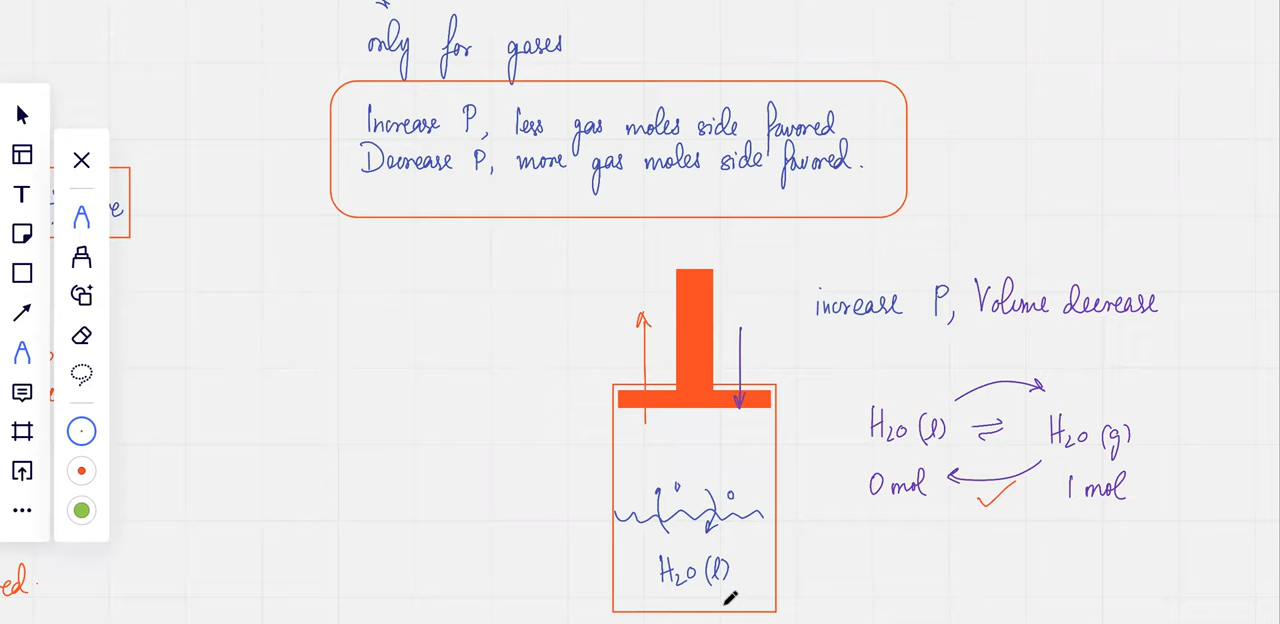 only for gases
Increase P, less gas moles side favored
Decrease P, more gas moles side favored.
increase P, Volume decrease
H₂O (l) ⇌ H₂O (g)
0 mol 1 mol
H₂O (l)
ed.